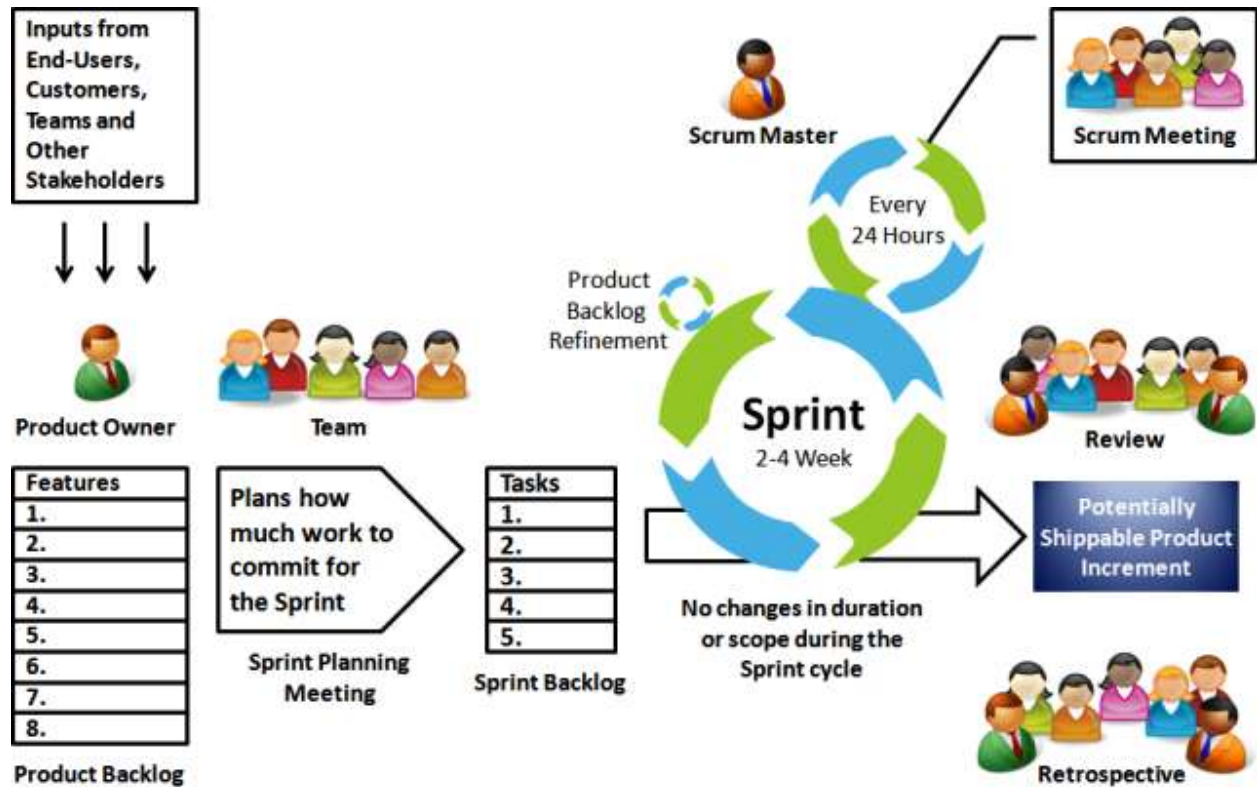 Inputs from
End-Users,
Customers,
Teams and
Other
Stakeholders
Product Owner
Team
Features
1.
2.
3.
4.
5.
6.
7.
8.
Product Backlog
Plans how
much work to
commit for
the Sprint
Sprint Planning
Meeting
Tasks
1.
2.
3.
4.
5.
Sprint Backlog
Scrum Master
Scrum Meeting
Every
24 Hours
Product
Backlog
Refinement
Sprint
2-4 Week
No changes in duration
or scope during the
Sprint cycle
Review
Potentially
Shippable Product
Increment
Retrospective